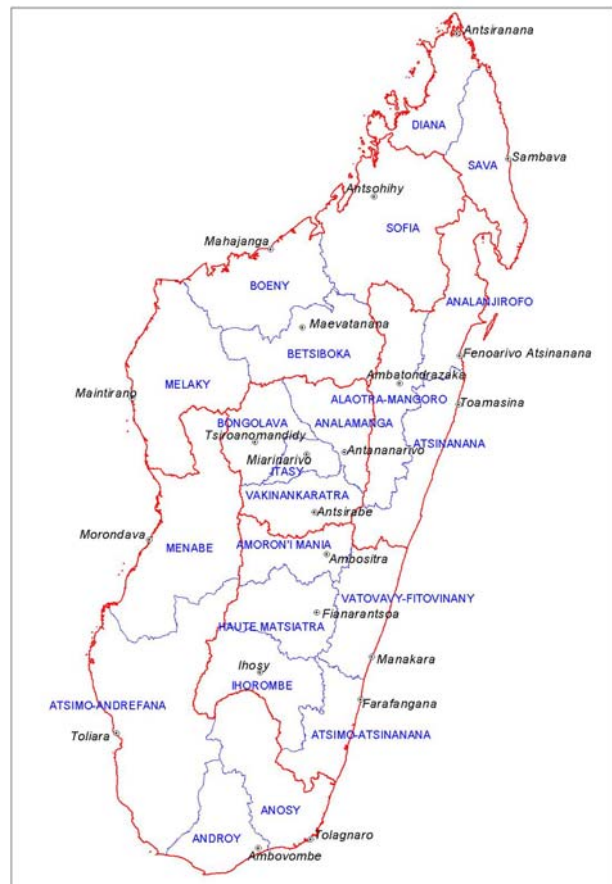 Antsiranana
DIANA
Sambava
SAVA
Antsohihy
SOFIA
Mahajanga
BOENY
ANALANJIROFO
Maevatanana
BETSIBOKA
Fenoarivo Atsinanana
MELAKY
Ambatondrazaka
Maintirano
ALAOTRA-MANGORO
Toamasina
BONGOLAVA
ANALAMANGA
Tsiroanomandidy
ATSINANANA
Miarinarivo
Antananarivo
ITASY
VAKINANKARATRA
Antsirabe
Morondava
MENABE
AMORON'I MANIA
Ambositra
VATOVAVY-FITOVINANY
Fianarantsoa
HAUTE MATSIATRA
Manakara
Ihosy
IHOROMBE
ATSIMO-ANDREFANA
Farafangana
Toliara
ATSIMO-ATSINANANA
ANOSY
ANDROY
Tolagnaro
Ambovombe